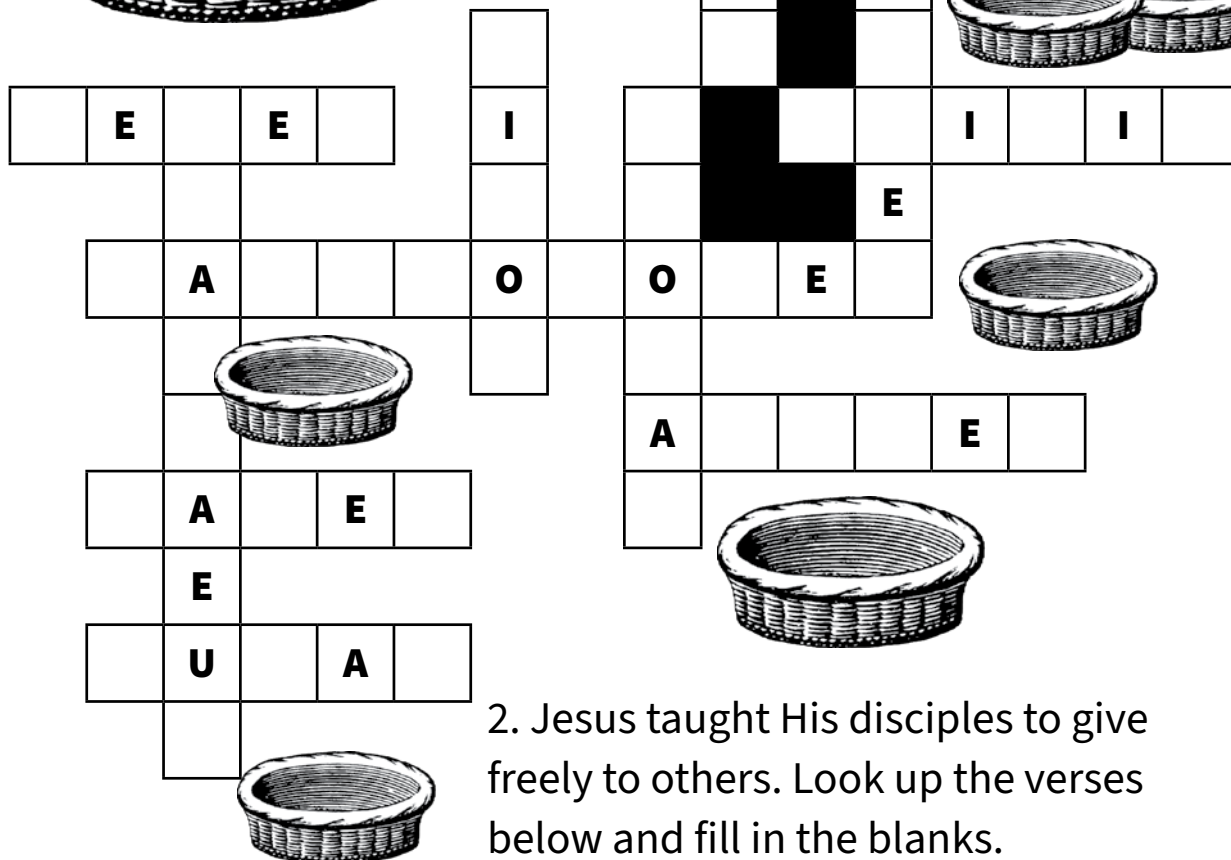 E E I I I
E
A O O E
A E
A E
E
U A
2. Jesus taught His disciples to give
freely to others. Look up the verses
below and fill in the blanks.